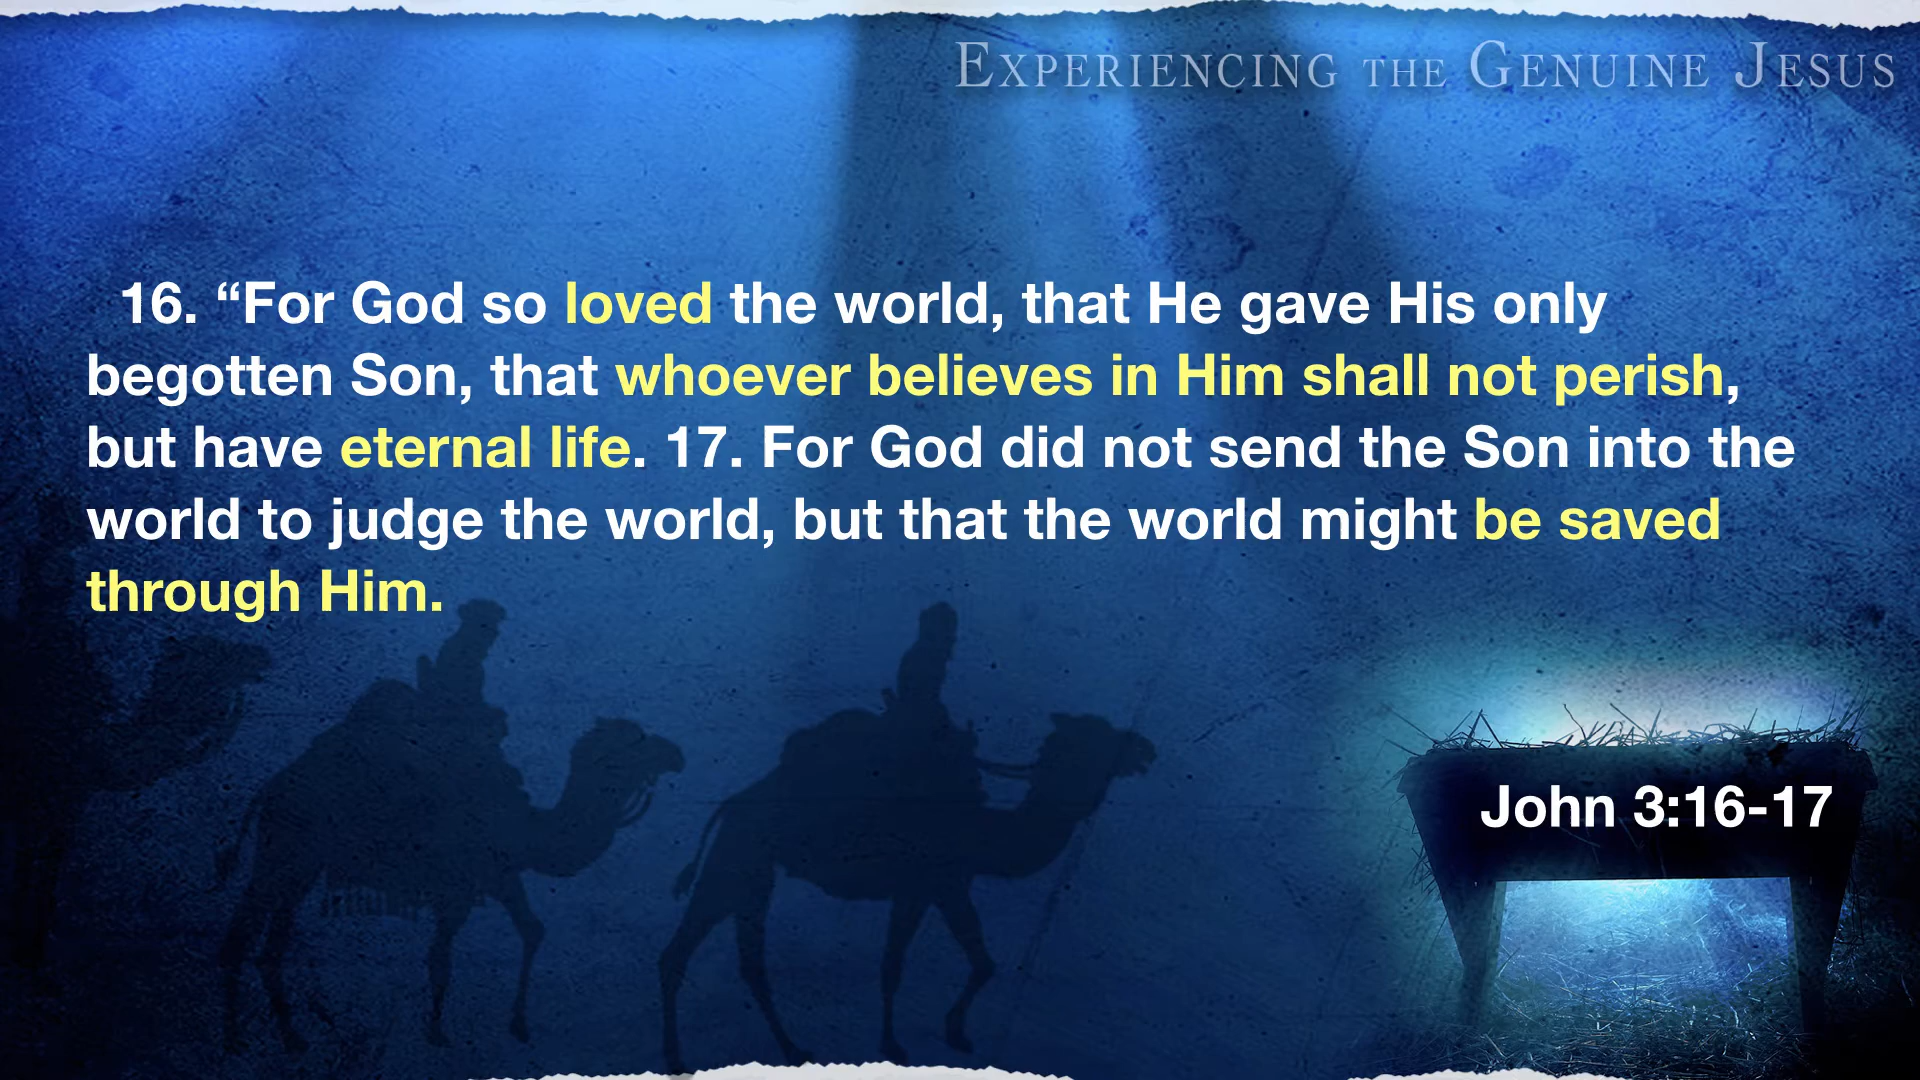 EXPERIENCING THE GENUINE JESUS
16. “For God so loved the world, that He gave His only
begotten Son, that whoever believes in Him shall not perish,
but have eternal life. 17. For God did not send the Son into the
world to judge the world, but that the world might be saved
through Him.
John 3:16-17